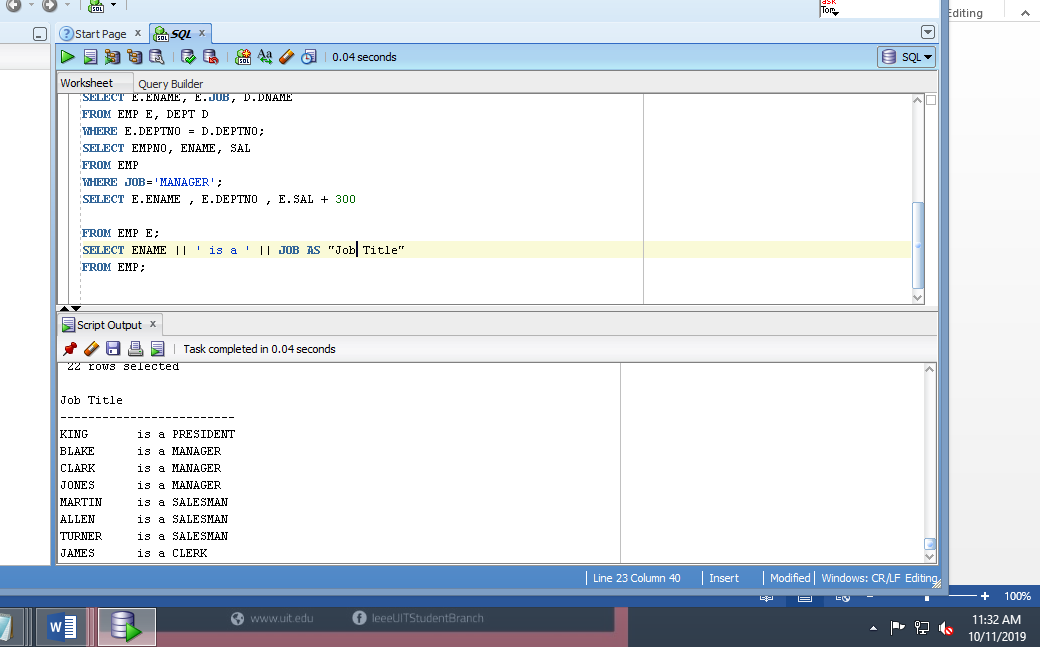 ask
Tom
Editing
Start Page x SQL x
0.04 seconds
SQL
Worksheet Query Builder
SELECT E.ENAME, E.JOB, D.DNAME
FROM EMP E, DEPT D
WHERE E.DEPTNO = D.DEPTNO;
SELECT EMPNO, ENAME, SAL
FROM EMP
WHERE JOB='MANAGER';
SELECT E.ENAME , E.DEPTNO , E.SAL + 300
FROM EMP E;
SELECT ENAME || ' is a ' || JOB AS "Job Title"
FROM EMP;
Script Output x
Task completed in 0.04 seconds
22 rows selected
Job Title
-------------------------
KING is a PRESIDENT
BLAKE is a MANAGER
CLARK is a MANAGER
JONES is a MANAGER
MARTIN is a SALESMAN
ALLEN is a SALESMAN
TURNER is a SALESMAN
JAMES is a CLERK
Line 23 Column 40 Insert Modified Windows: CR/LF Editing
100%
www.uit.edu IeeeUITStudentBranch
11:32 AM
10/11/2019